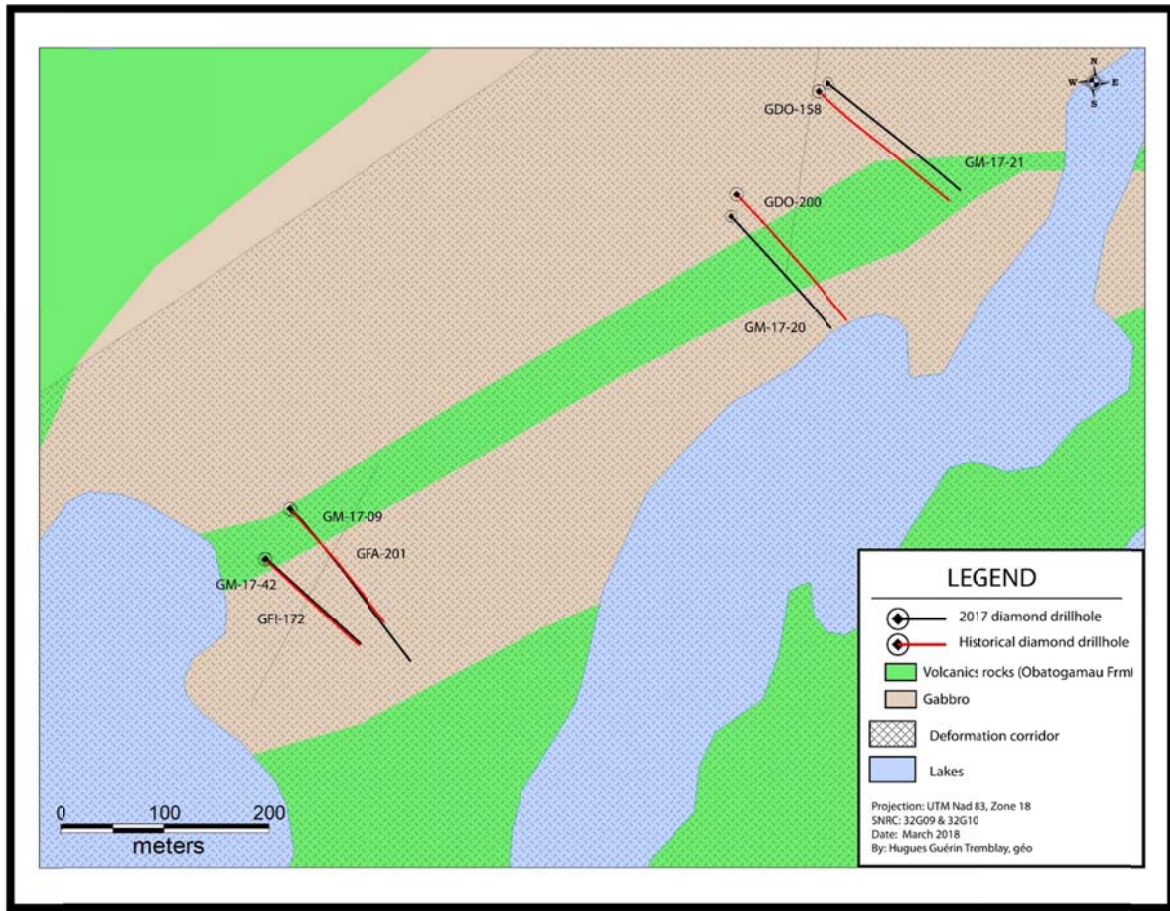 N
W E
S
GDO-158
GM-17-21
GDO-200
GM-17-20
GM-17-09
GFA-201
GM-17-42
GFI-172
LEGEND
2017 diamond drillhole
Historical diamond drillhole
Volcanics rocks (Obatogamau Frm
Gabbro
Deformation corridor
Lakes
Projection: UTM Nad 83, Zone 18
SNRC: 32G09 & 32G10
Date: March 2018
By: Hugues Guérin Tremblay, géo
0 100 200
meters